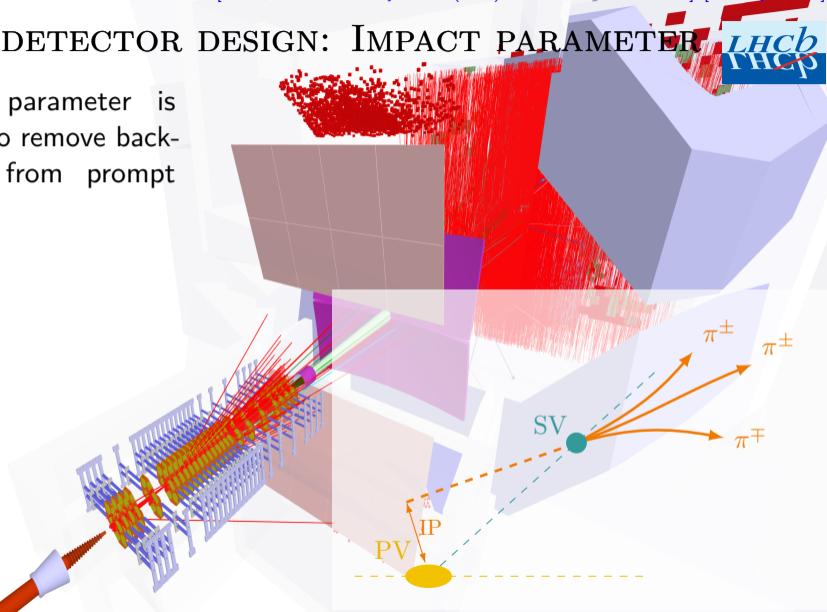 DETECTOR DESIGN: IMPACT PARAMETER
LHCb
parameter is
o remove back-
from prompt
π±
π±
SV
π∓
IP
PV